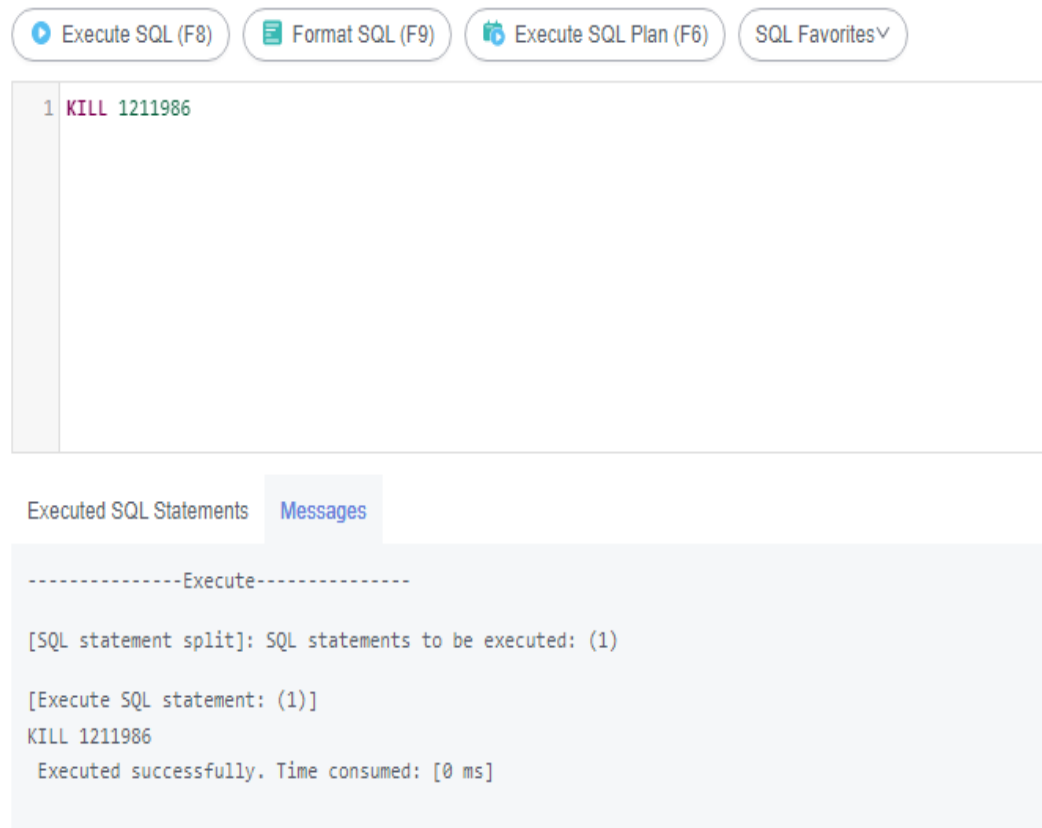 Execute SQL (F8) Format SQL (F9) Execute SQL Plan (F6) SQL Favorites
1 KILL 1211986
Executed SQL Statements Messages
---------------Execute---------------
[SQL statement split]: SQL statements to be executed: (1)
[Execute SQL statement: (1)]
KILL 1211986
Executed successfully. Time consumed: [0 ms]